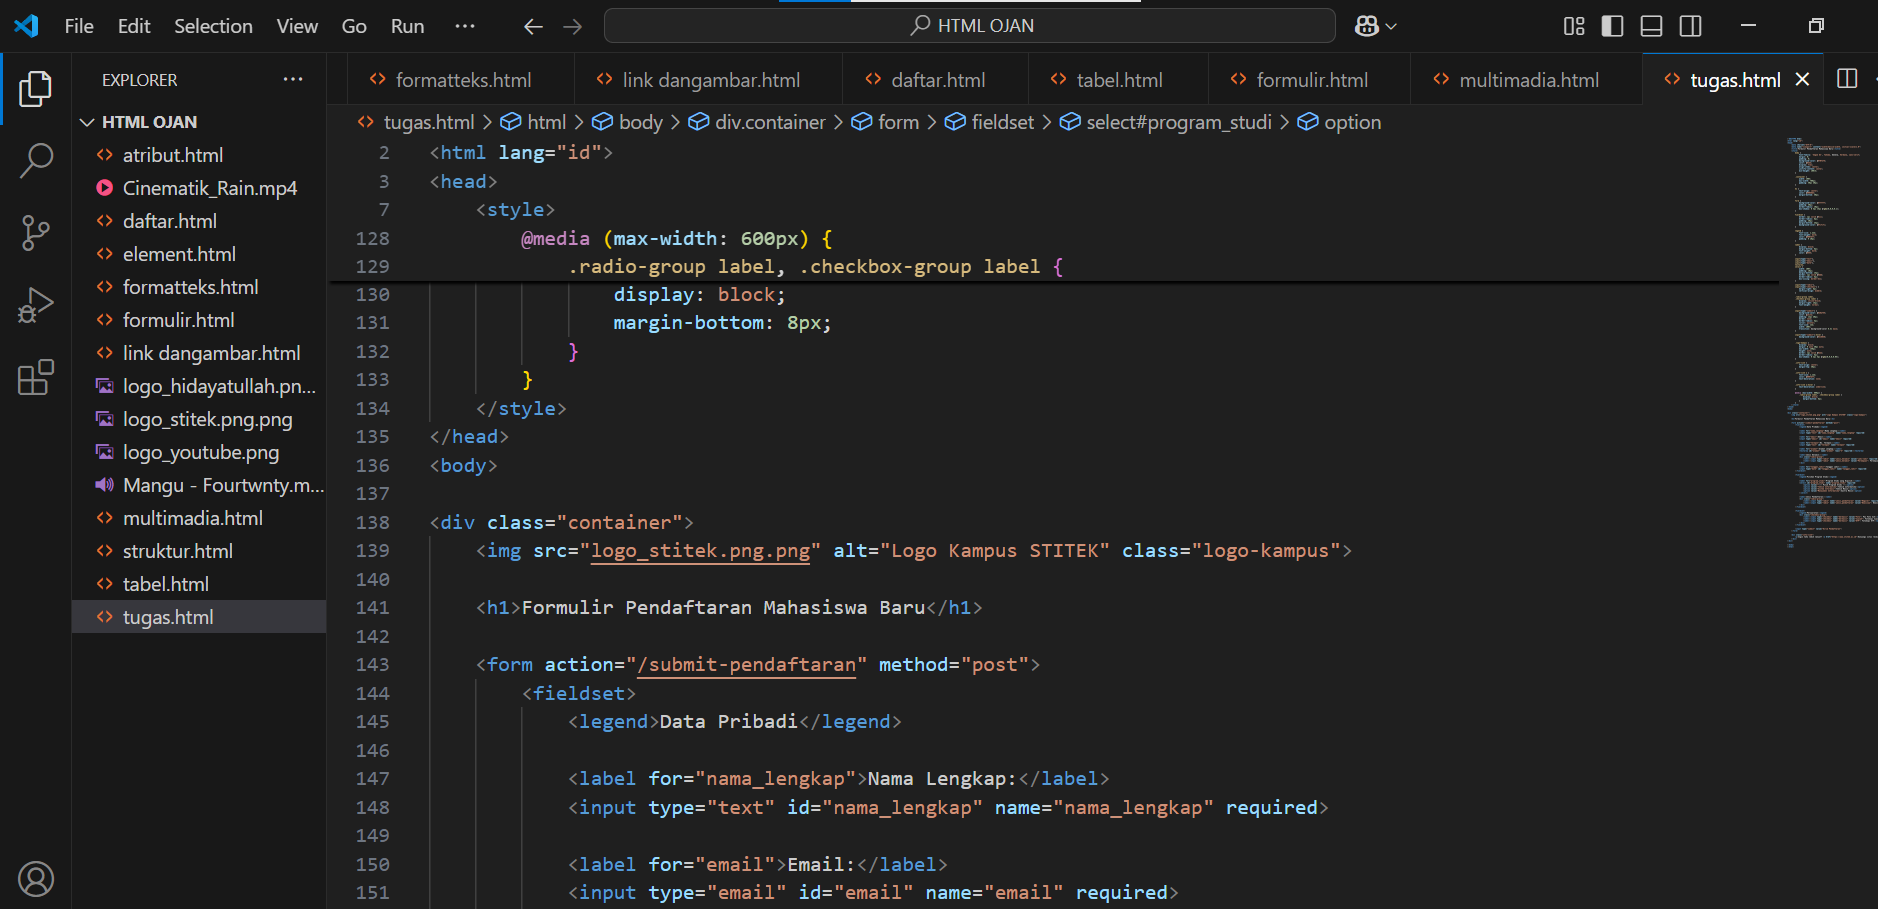 File Edit Selection View Go Run ··· ← → HTML OJAN
EXPLORER ···
HTML OJAN
atribut.html
Cinematik_Rain.mp4
daftar.html
element.html
formatteks.html
formulir.html
link dangambar.html
logo_hidayatullah.pn...
logo_stitek.png.png
logo_youtube.png
Mangu - Fourtwnty.m...
multimadia.html
struktur.html
tabel.html
tugas.html
formatteks.html link dangambar.html daftar.html tabel.html formulir.html multimadia.html tugas.html
tugas.html > html > body > div.container > form > fieldset > select#program_studi > option
2 <html lang="id">
3 <head>
7 <style>
128 @media (max-width: 600px) {
129 .radio-group label, .checkbox-group label {
130 display: block;
131 margin-bottom: 8px;
132 }
133 }
134 </style>
135 </head>
136 <body>
137
138 <div class="container">
139 <img src="logo_stitek.png.png" alt="Logo Kampus STITEK" class="logo-kampus">
140
141 <h1>Formulir Pendaftaran Mahasiswa Baru</h1>
142
143 <form action="/submit-pendaftaran" method="post">
144 <fieldset>
145 <legend>Data Pribadi</legend>
146
147 <label for="nama_lengkap">Nama Lengkap:</label>
148 <input type="text" id="nama_lengkap" name="nama_lengkap" required>
149
150 <label for="email">Email:</label>
151 <input type="email" id="email" name="email" required>